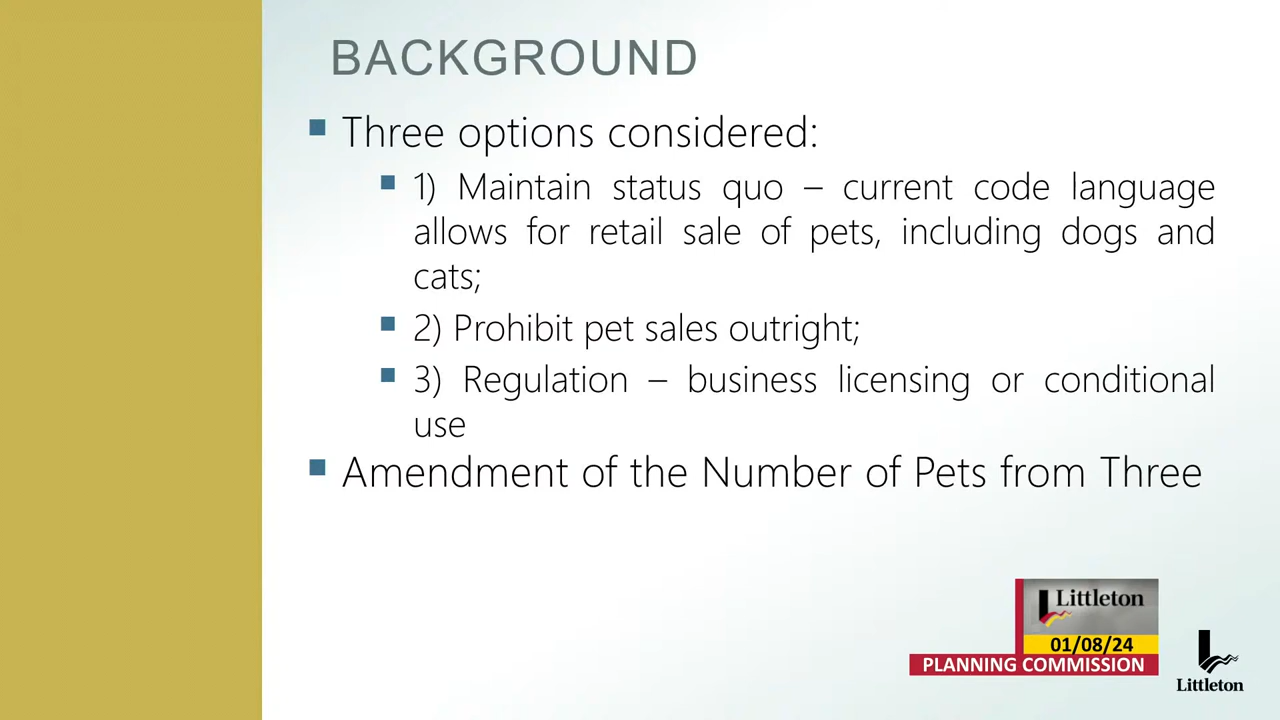 BACKGROUND
Three options considered:
1) Maintain status quo – current code language
allows for retail sale of pets, including dogs and
cats;
2) Prohibit pet sales outright;
3) Regulation – business licensing or conditional
use
Amendment of the Number of Pets from Three
Littleton
01/08/24
PLANNING COMMISSION
Littleton